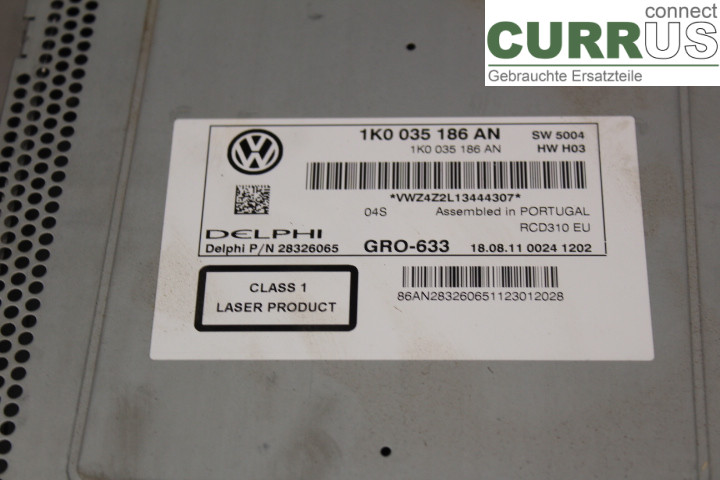 connect
CURRUS
Gebrauchte Ersatzteile
1K0 035 186 AN SW 5004
1K0 035 186 AN HW H03
*VWZ4Z2L13444307*
04S Assembled in PORTUGAL
DELPHI RCD310 EU
Delphi P/N 28326065 GRO-633 18.08.11 0024 1202
CLASS 1
LASER PRODUCT
86AN283260651123012028